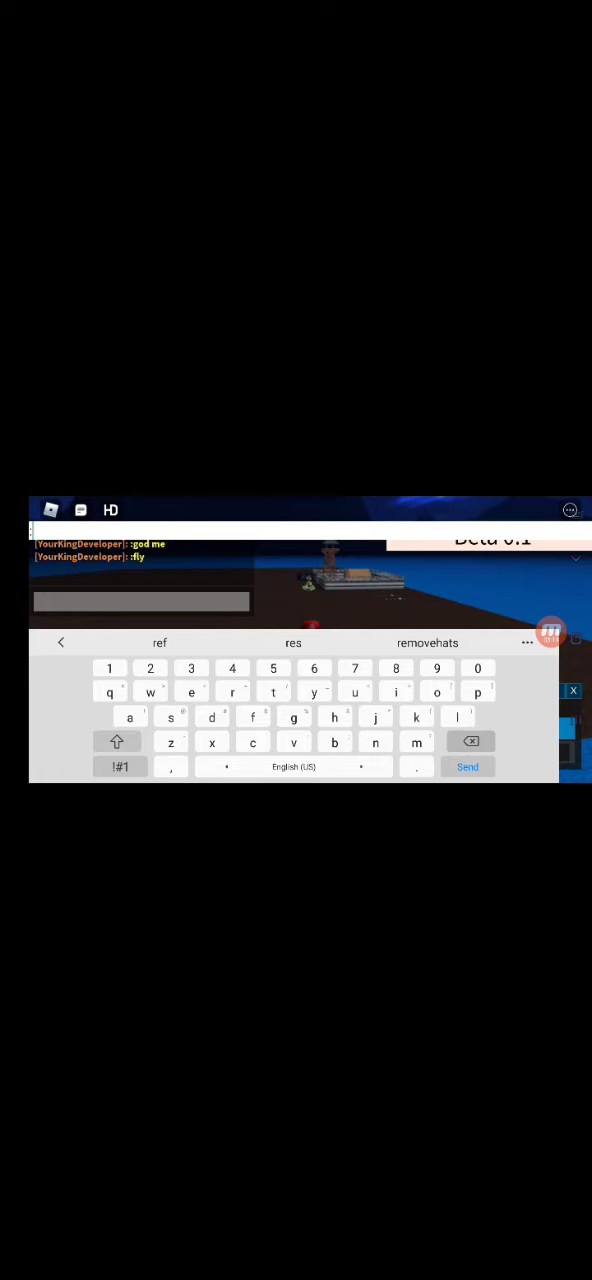 HD
:
[YourKingDeveloper]: :god me
[YourKingDeveloper]: :fly
Beta 0.1
ref res removehats ...
1 2 3 4 5 6 7 8 9 0
q w e r t y u i o p
X
a s d f g h j k l
z x c v b n m
!#1 , English (US) . Send